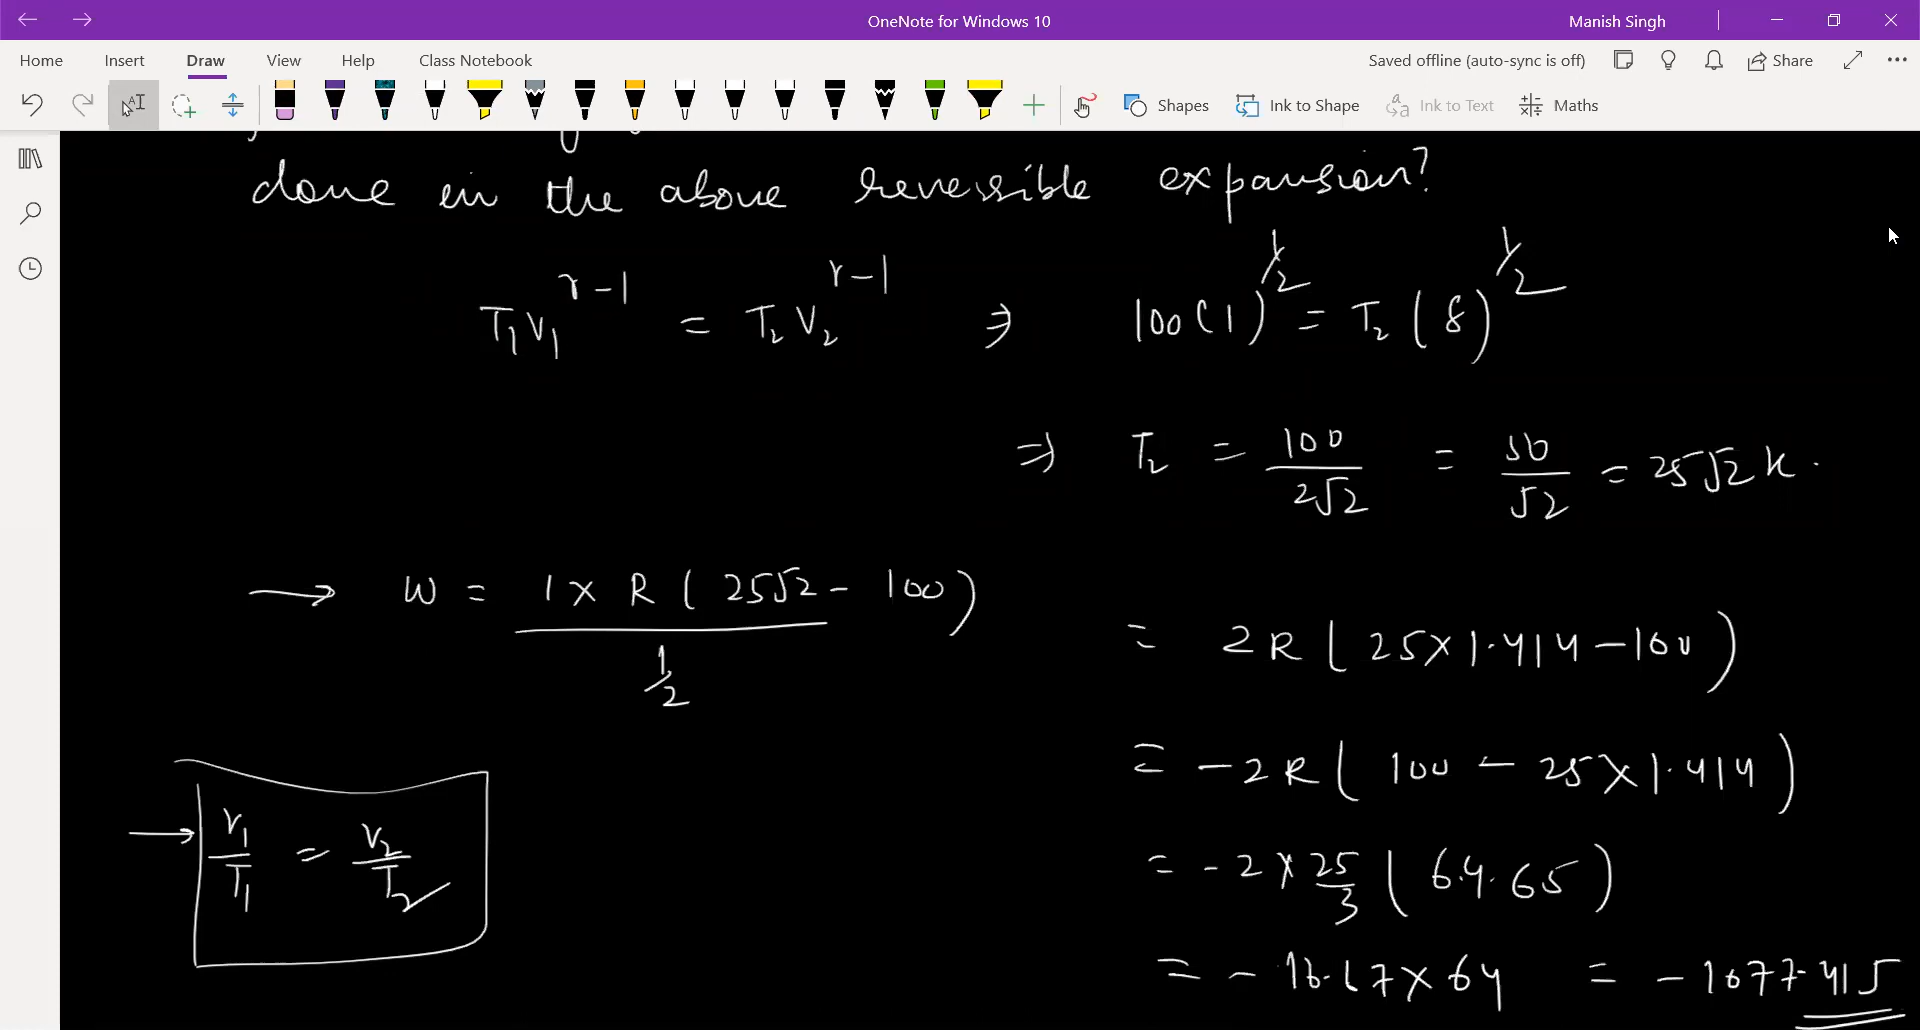 OneNote for Windows 10
Manish Singh
Home Insert Draw View Help Class Notebook
Saved offline (auto-sync is off) Share
Shapes Ink to Shape Ink to Text Maths
done in the above reversible expansion?
T₁V₁^(r-1) = T₂V₂^(r-1) ⇒ 100(1)^(1/2) = T₂(8)^(1/2)
⇒ T₂ = 100/2√2 = 50/√2 = 25√2 K.
→ W = 1 × R (25√2 - 100) / (1/2)
= 2R (25×1.414 - 100)
= -2R (100 - 25×1.414)
→ V₁/T₁ = V₂/T₂
= -2 × 25/3 (64.65)
= - 16.67 × 64 = - 1077.415